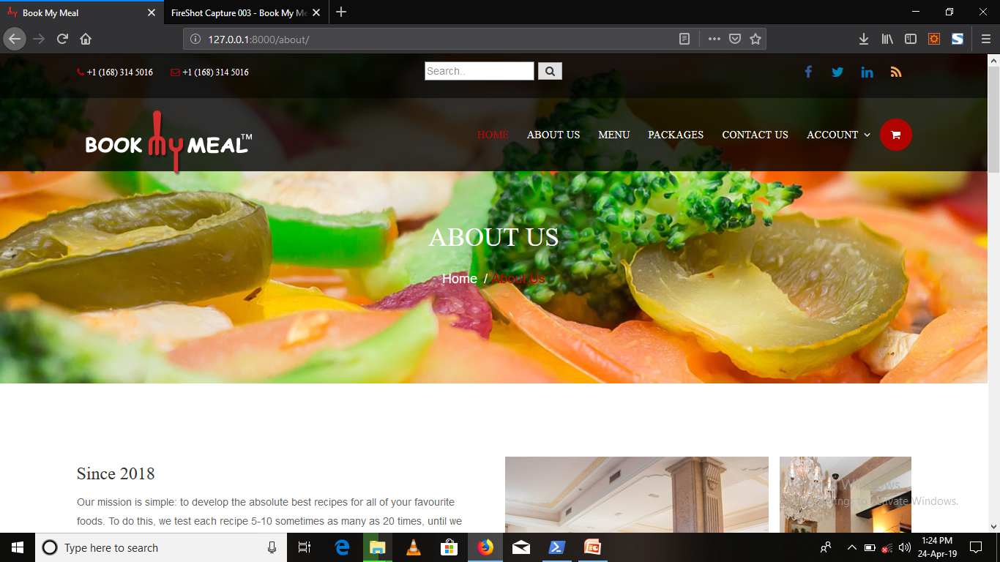 Book My Meal
FireShot Capture 003 - Book My Me
127.0.0.1:8000/about/
+1 (168) 314 5016
+1 (168) 314 5016
Search..
BOOK MY MEAL™
HOME
ABOUT US
MENU
PACKAGES
CONTACT US
ACCOUNT
ABOUT US
Home / About Us
Since 2018
Our mission is simple: to develop the absolute best recipes for all of your favourite
foods. To do this, we test each recipe 5-10 sometimes as many as 20 times, until we
Windows
to activate Windows.
Type here to search
1:24 PM
24-Apr-19